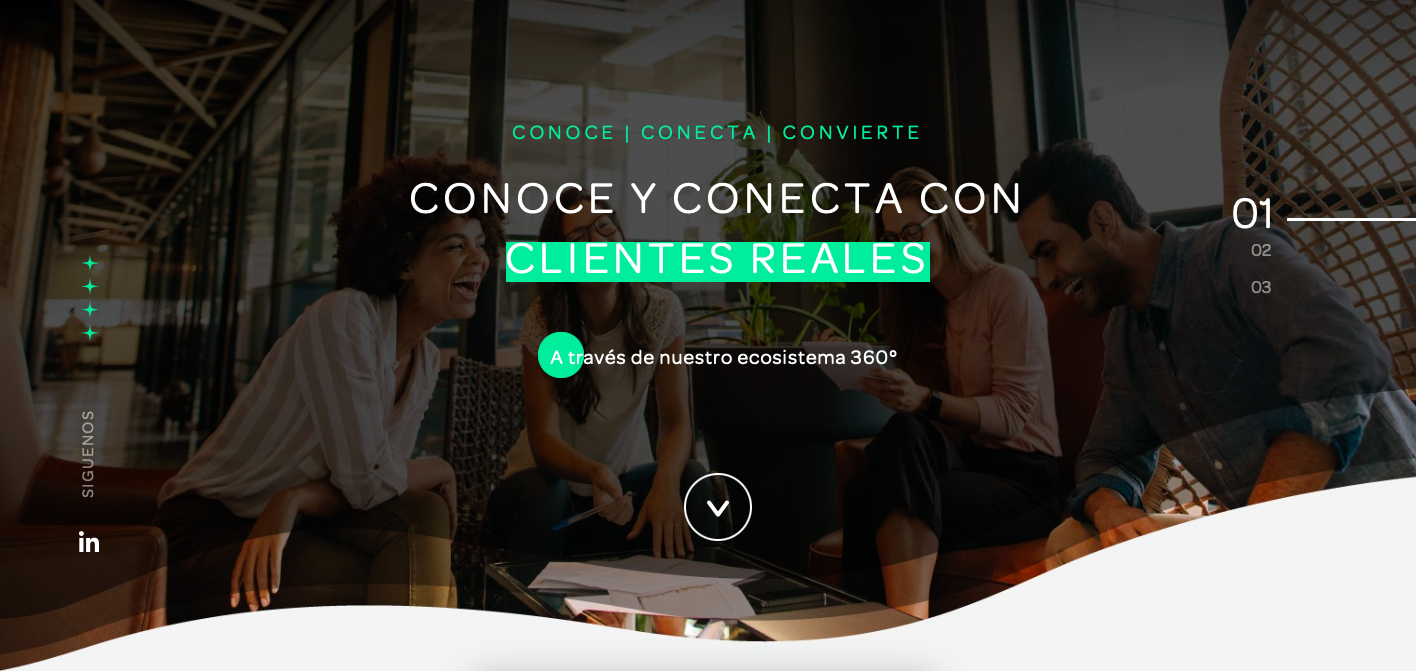 CONOCE | CONECTA | CONVIERTE
CONOCE Y CONECTA CON
CLIENTES REALES
A través de nuestro ecosistema 360°
01
02
03
SIGUENOS
in